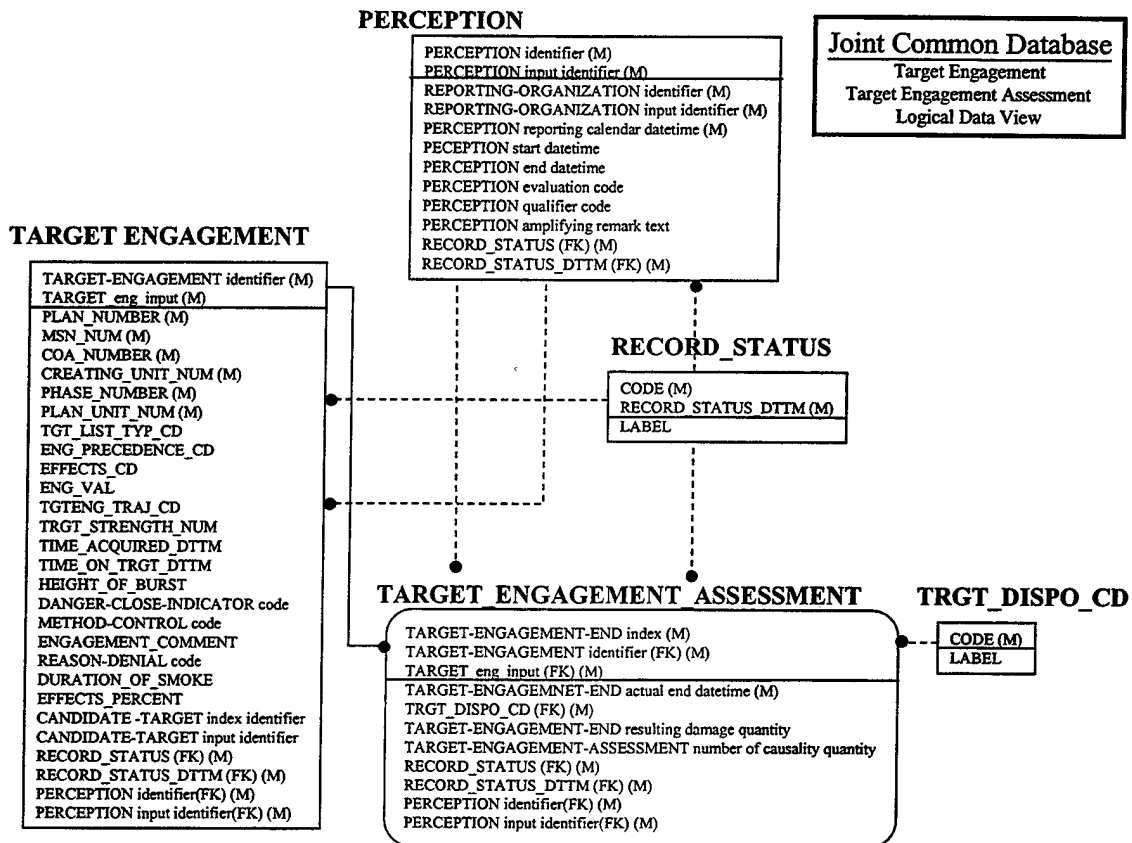 PERCEPTION
PERCEPTION identifier (M)
PERCEPTION input identifier (M)
REPORTING-ORGANIZATION identifier (M)
REPORTING-ORGANIZATION input identifier (M)
PERCEPTION reporting calendar datetime (M)
PECEPTION start datetime
PERCEPTION end datetime
PERCEPTION evaluation code
PERCEPTION qualifier code
PERCEPTION amplifying remark text
RECORD_STATUS (FK) (M)
RECORD_STATUS_DTTM (FK) (M)
Joint Common Database
Target Engagement
Target Engagement Assessment
Logical Data View
TARGET ENGAGEMENT
TARGET-ENGAGEMENT identifier (M)
TARGET_eng_input (M)
PLAN_NUMBER (M)
MSN_NUM (M)
COA_NUMBER (M)
CREATING_UNIT_NUM (M)
PHASE_NUMBER (M)
PLAN_UNIT_NUM (M)
TGT_LIST_TYP_CD
ENG_PRECEDENCE_CD
EFFECTS_CD
ENG_VAL
TGTENG_TRAJ_CD
TRGT_STRENGTH_NUM
TIME_ACQUIRED_DTTM
TIME_ON_TRGT_DTTM
HEIGHT_OF_BURST
DANGER-CLOSE-INDICATOR code
METHOD-CONTROL code
ENGAGEMENT_COMMENT
REASON-DENIAL code
DURATION_OF_SMOKE
EFFECTS_PERCENT
CANDIDATE -TARGET index identifier
CANDIDATE-TARGET input identifier
RECORD_STATUS (FK) (M)
RECORD_STATUS_DTTM (FK) (M)
PERCEPTION identifier(FK) (M)
PERCEPTION input identifier(FK) (M)
RECORD_STATUS
CODE (M)
RECORD_STATUS_DTTM (M)
LABEL
TARGET_ENGAGEMENT_ASSESSMENT
TARGET-ENGAGEMENT-END index (M)
TARGET-ENGAGEMENT identifier (FK) (M)
TARGET_eng_input (FK) (M)
TARGET-ENGAGEMNET-END actual end datetime (M)
TRGT_DISPO_CD (FK) (M)
TARGET-ENGAGEMENT-END resulting damage quantity
TARGET-ENGAGEMENT-ASSESSMENT number of causality quantity
RECORD_STATUS (FK) (M)
RECORD_STATUS_DTTM (FK) (M)
PERCEPTION identifier(FK) (M)
PERCEPTION input identifier(FK) (M)
TRGT_DISPO_CD
CODE (M)
LABEL